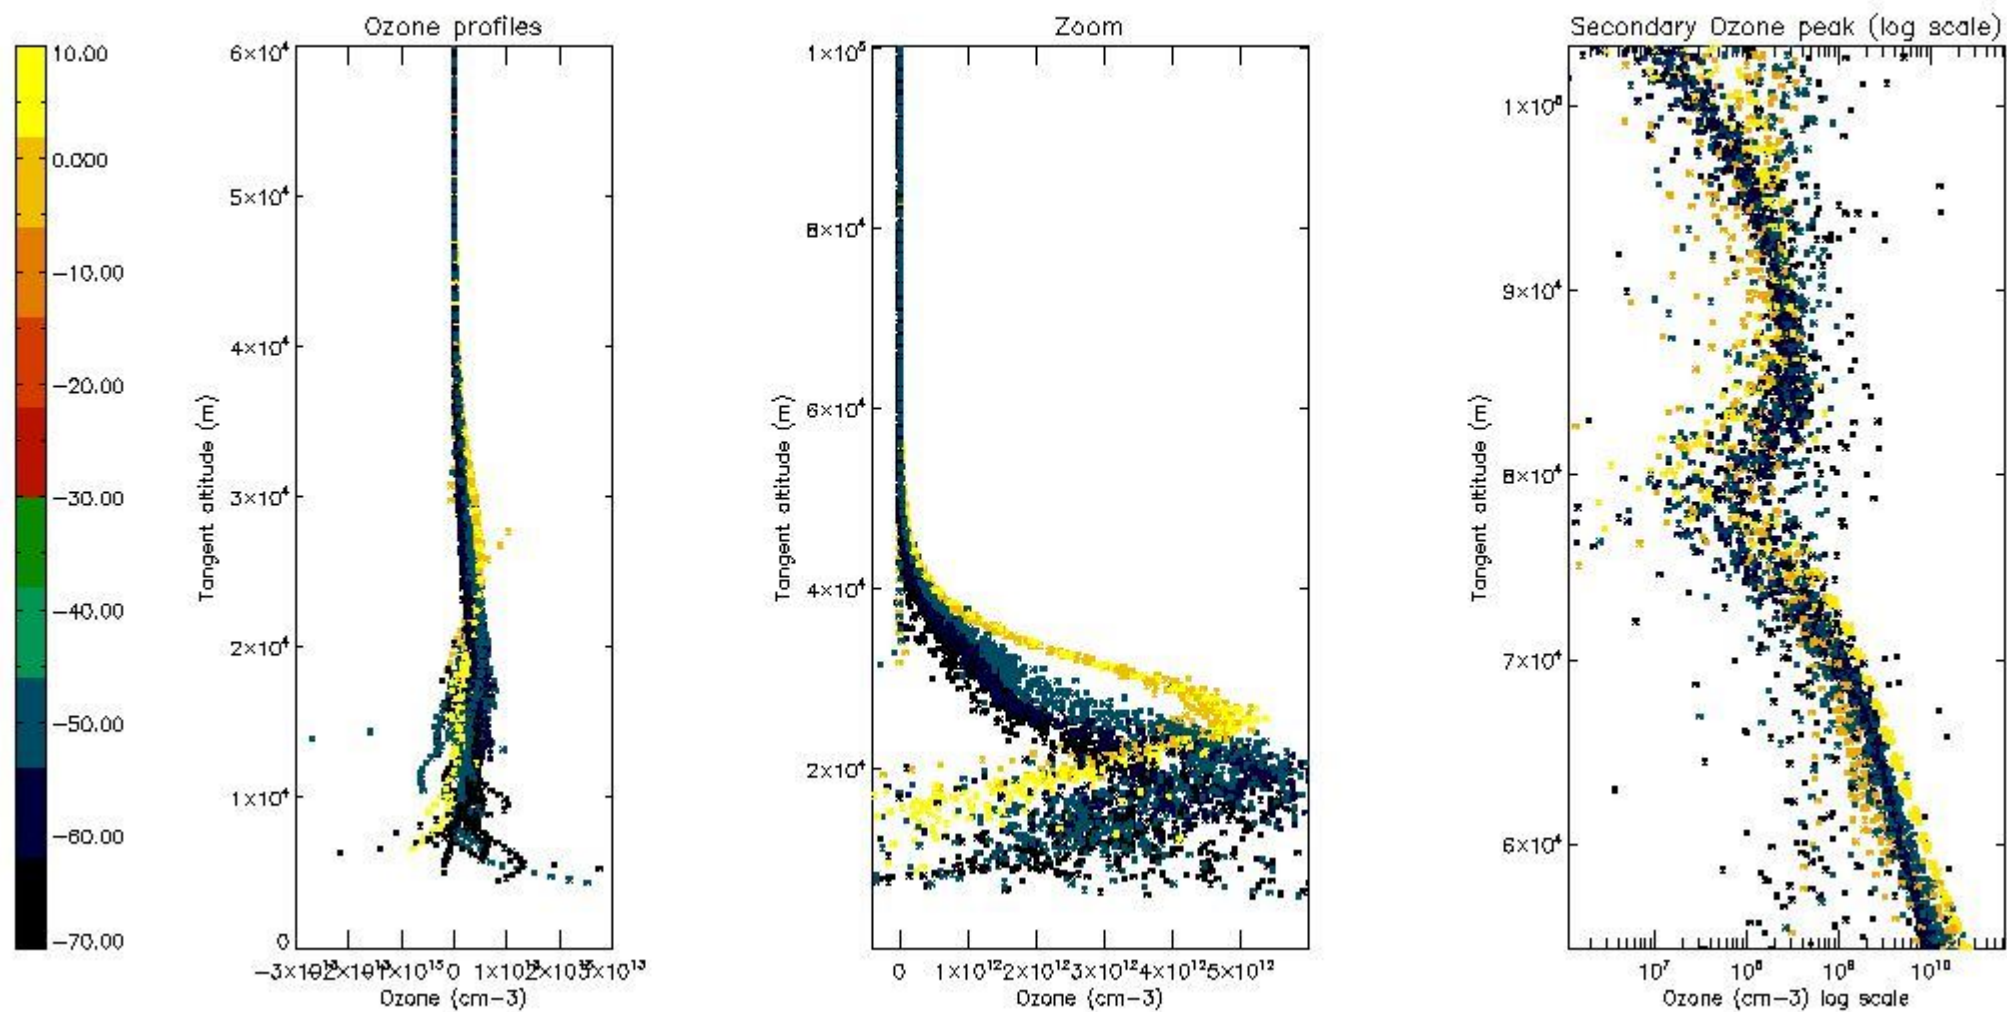 Ozone profiles
Zoom
Secondary Ozone peak (log scale)
10.00
0.00
-10.00
-20.00
-30.00
-40.00
-50.00
-60.00
-70.00
6×10⁴
5×10⁴
4×10⁴
3×10⁴
2×10⁴
1×10⁴
0
Tangent altitude (m)
0
Ozone (cm-3)
1×10⁵
8×10⁴
6×10⁴
4×10⁴
2×10⁴
Tangent altitude (m)
0 1×10¹² 2×10¹² 3×10¹² 4×10¹² 5×10¹²
Ozone (cm-3)
9×10⁴
8×10⁴
7×10⁴
6×10⁴
Tangent altitude (m)
10⁷ 10⁸ 10⁹ 10¹⁰
Ozone (cm-3) log scale